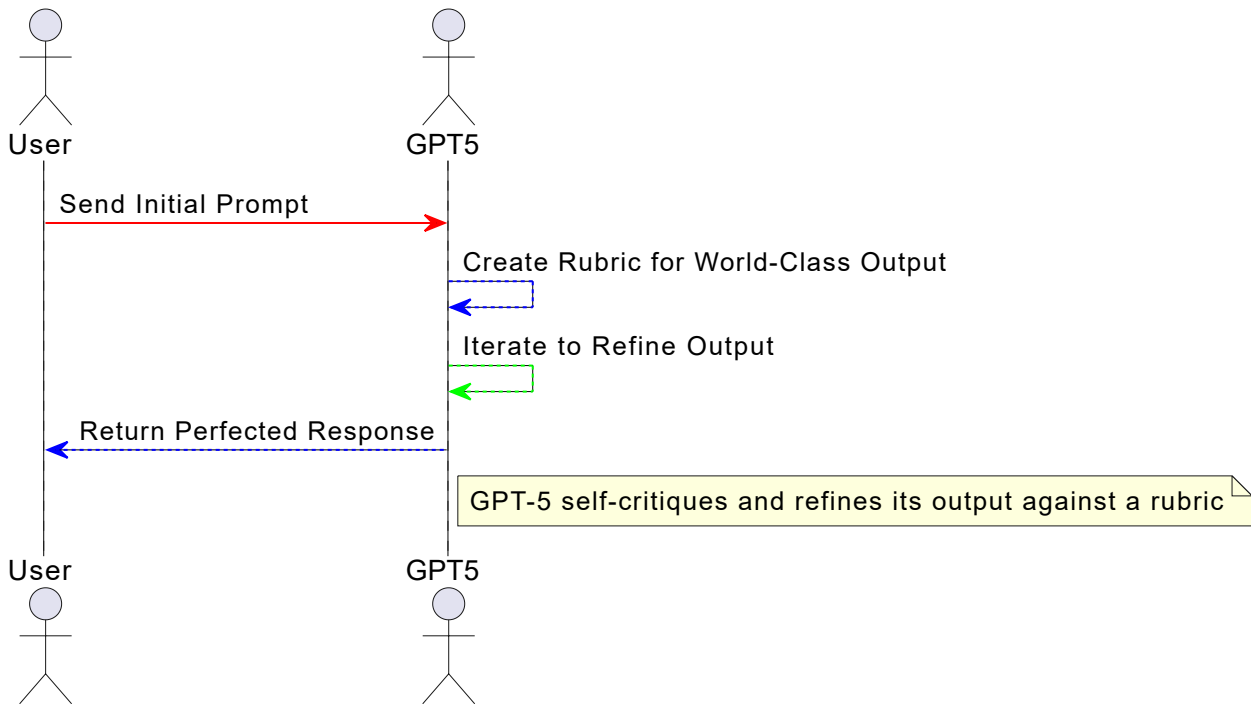 User
GPT5
Send Initial Prompt
Create Rubric for World-Class Output
Iterate to Refine Output
Return Perfected Response
GPT-5 self-critiques and refines its output against a rubric
User
GPT5